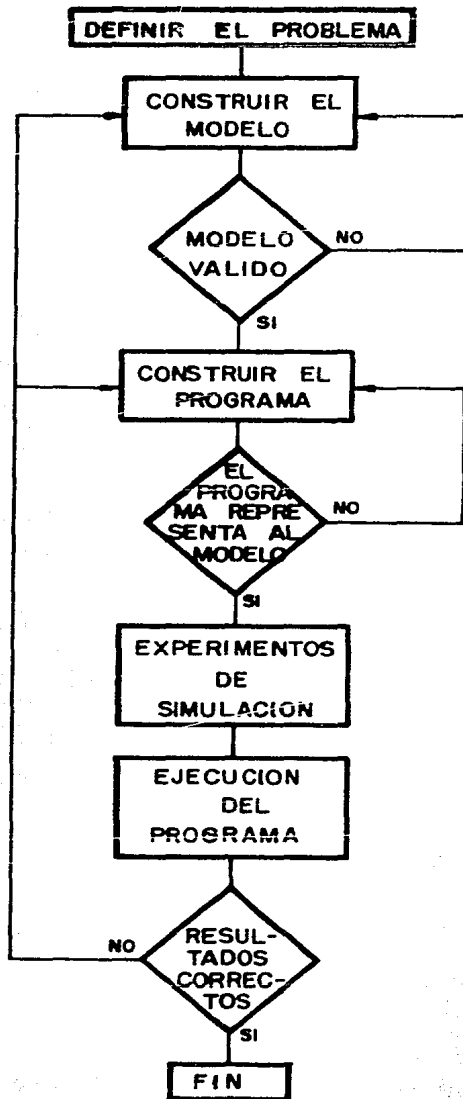 DEFINIR EL PROBLEMA
CONSTRUIR EL
MODELO
MODELO
VALIDO
NO
SI
CONSTRUIR EL
PROGRAMA
EL
PROGRA
MA REPRE
SENTA AL
MODELO
NO
SI
EXPERIMENTOS
DE
SIMULACION
EJECUCION
DEL
PROGRAMA
NO
RESUL-
TADOS
CORREC-
TOS
SI
FIN